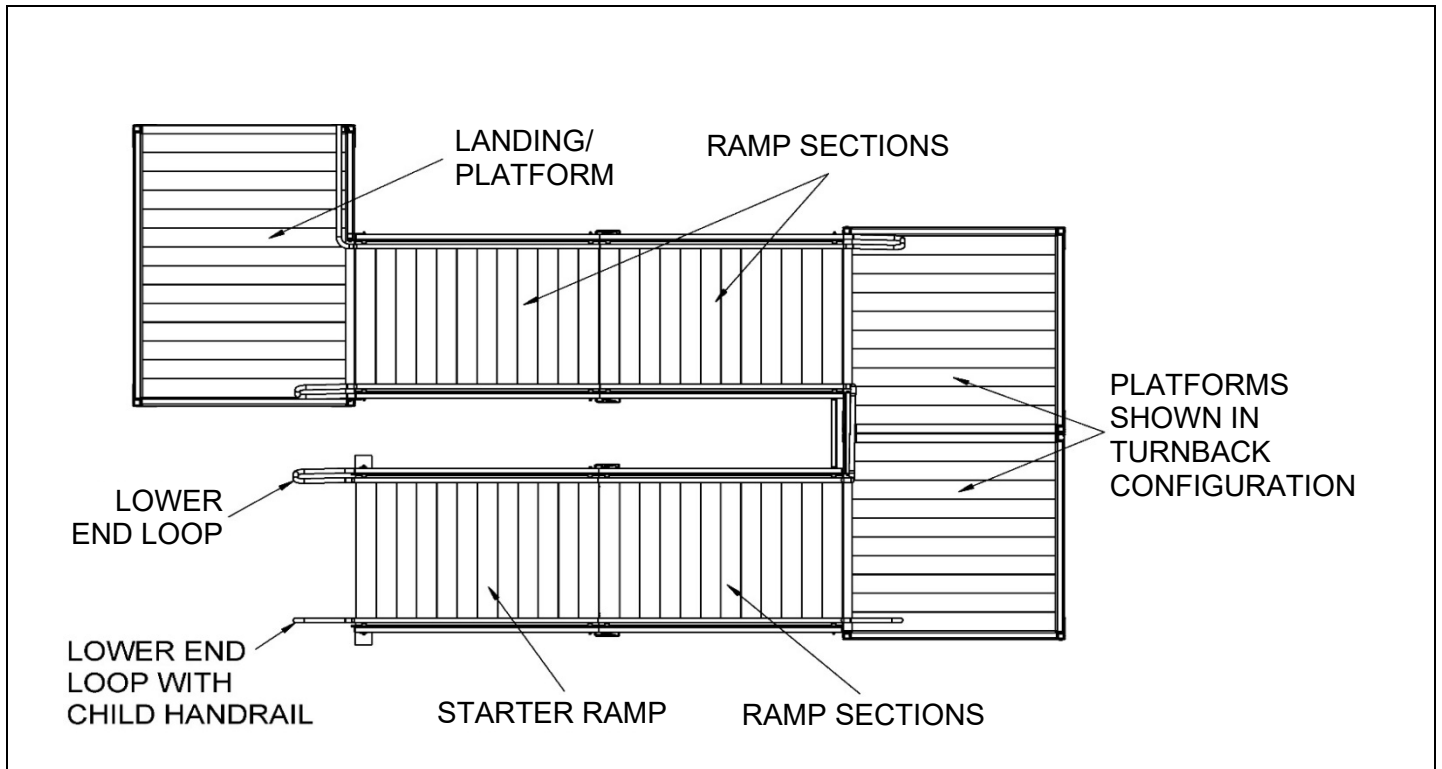 LANDING/
PLATFORM
RAMP SECTIONS
PLATFORMS
SHOWN IN
TURNBACK
CONFIGURATION
LOWER
END LOOP
LOWER END
LOOP WITH
CHILD HANDRAIL
STARTER RAMP
RAMP SECTIONS